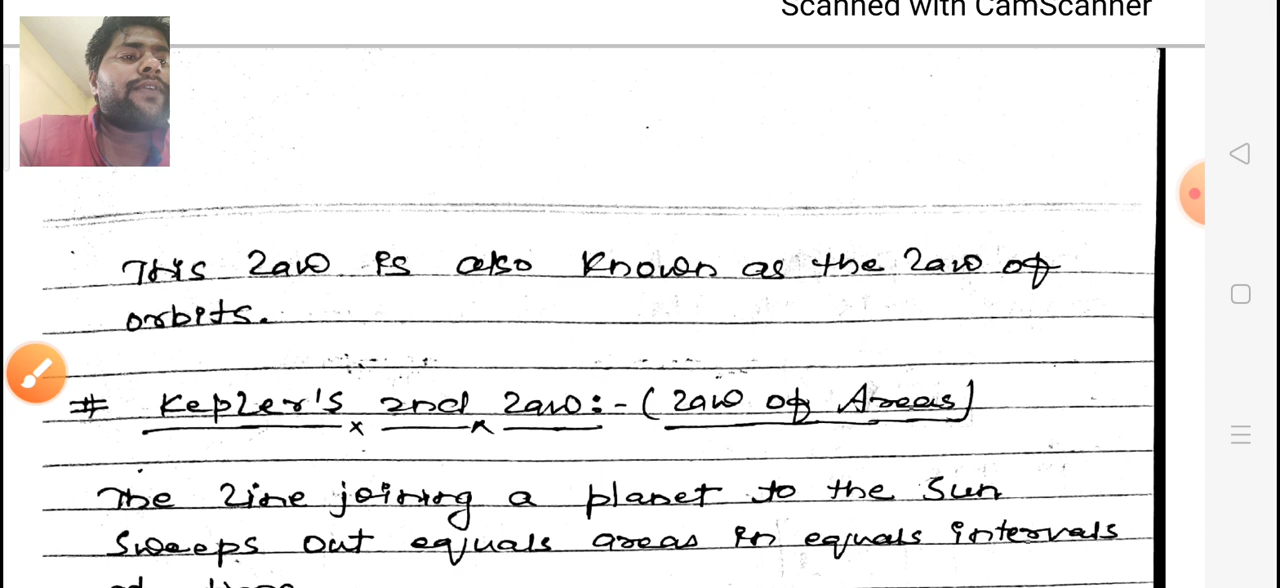 Scanned with CamScanner
This law is also known as the law of
orbits.
# Kepler's 2nd law:- (law of Areas)
The line joining a planet to the Sun
Sweeps out equals areas in equals intervals